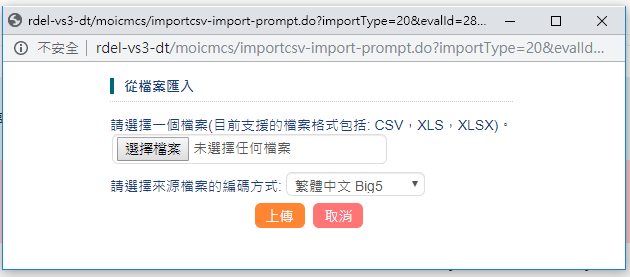 rdel-vs3-dt/moicmcs/importcsv-import-prompt.do?importType=20&evalId=28...
不安全 | rdel-vs3-dt/moicmcs/importcsv-import-prompt.do?importType=20&evalId...
從檔案匯入
請選擇一個檔案(目前支援的檔案格式包括: CSV，XLS，XLSX)。
選擇檔案 未選擇任何檔案
請選擇來源檔案的編碼方式: 繁體中文 Big5
上傳 取消